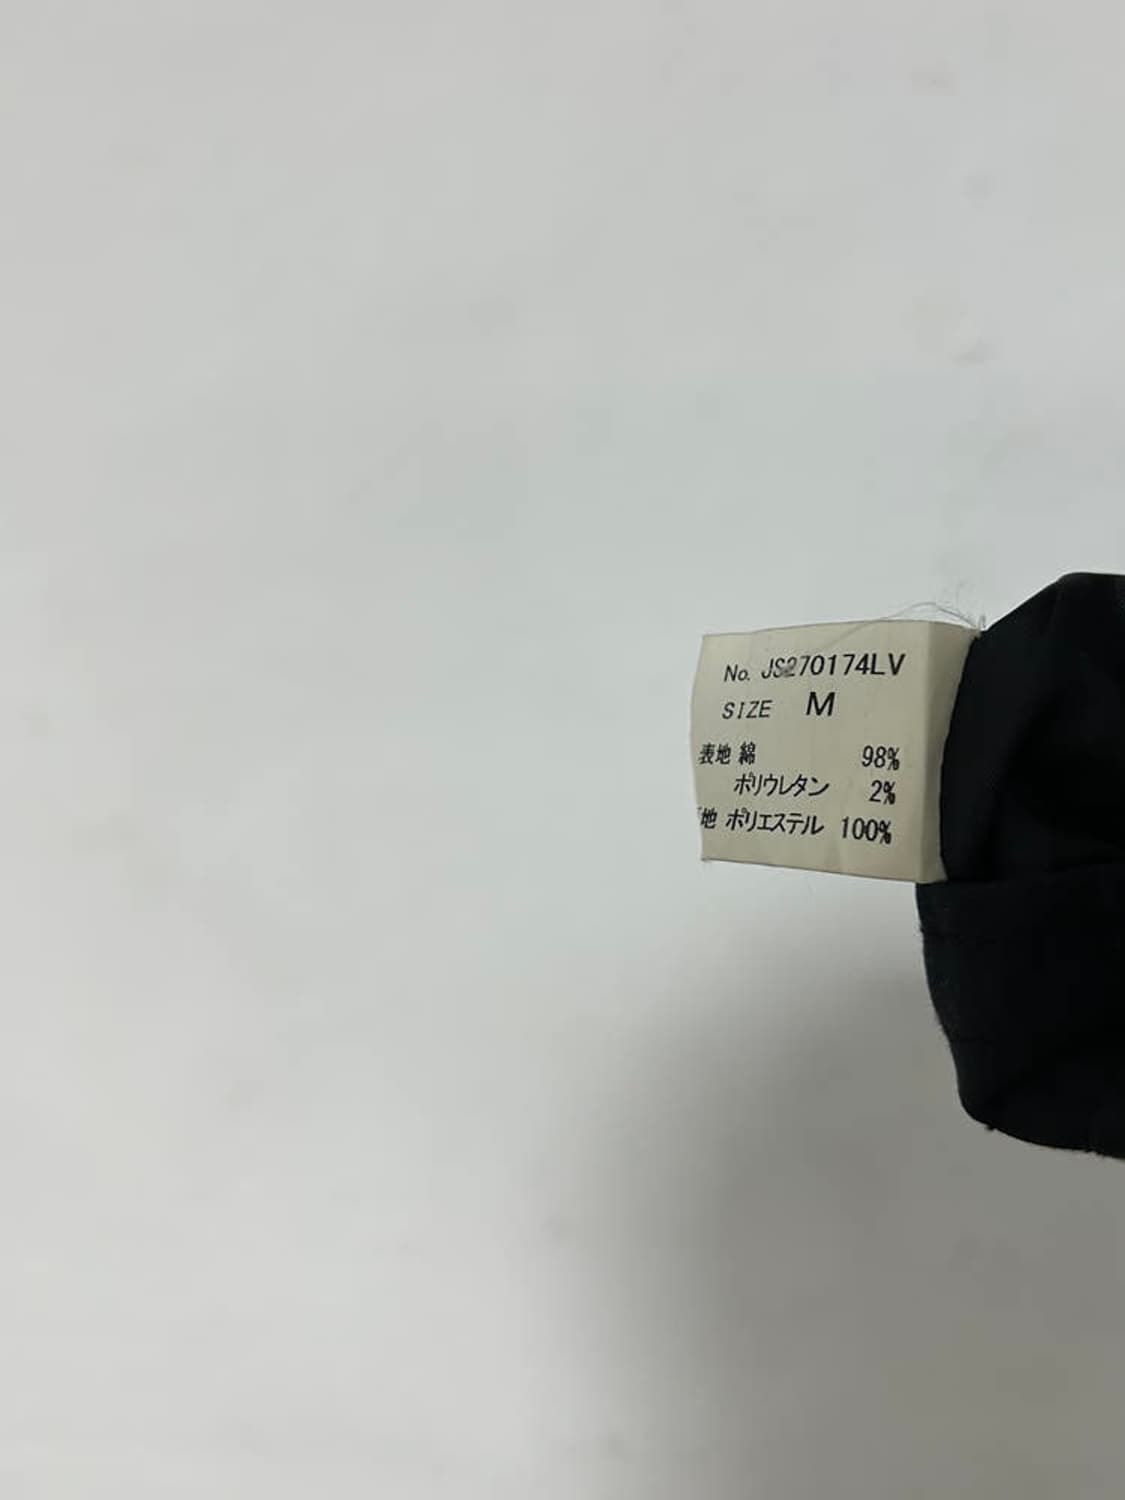 No. JS270174LV
SIZE M
表地 綿 98%
ポリウレタン 2%
地 ポリエステル 100%